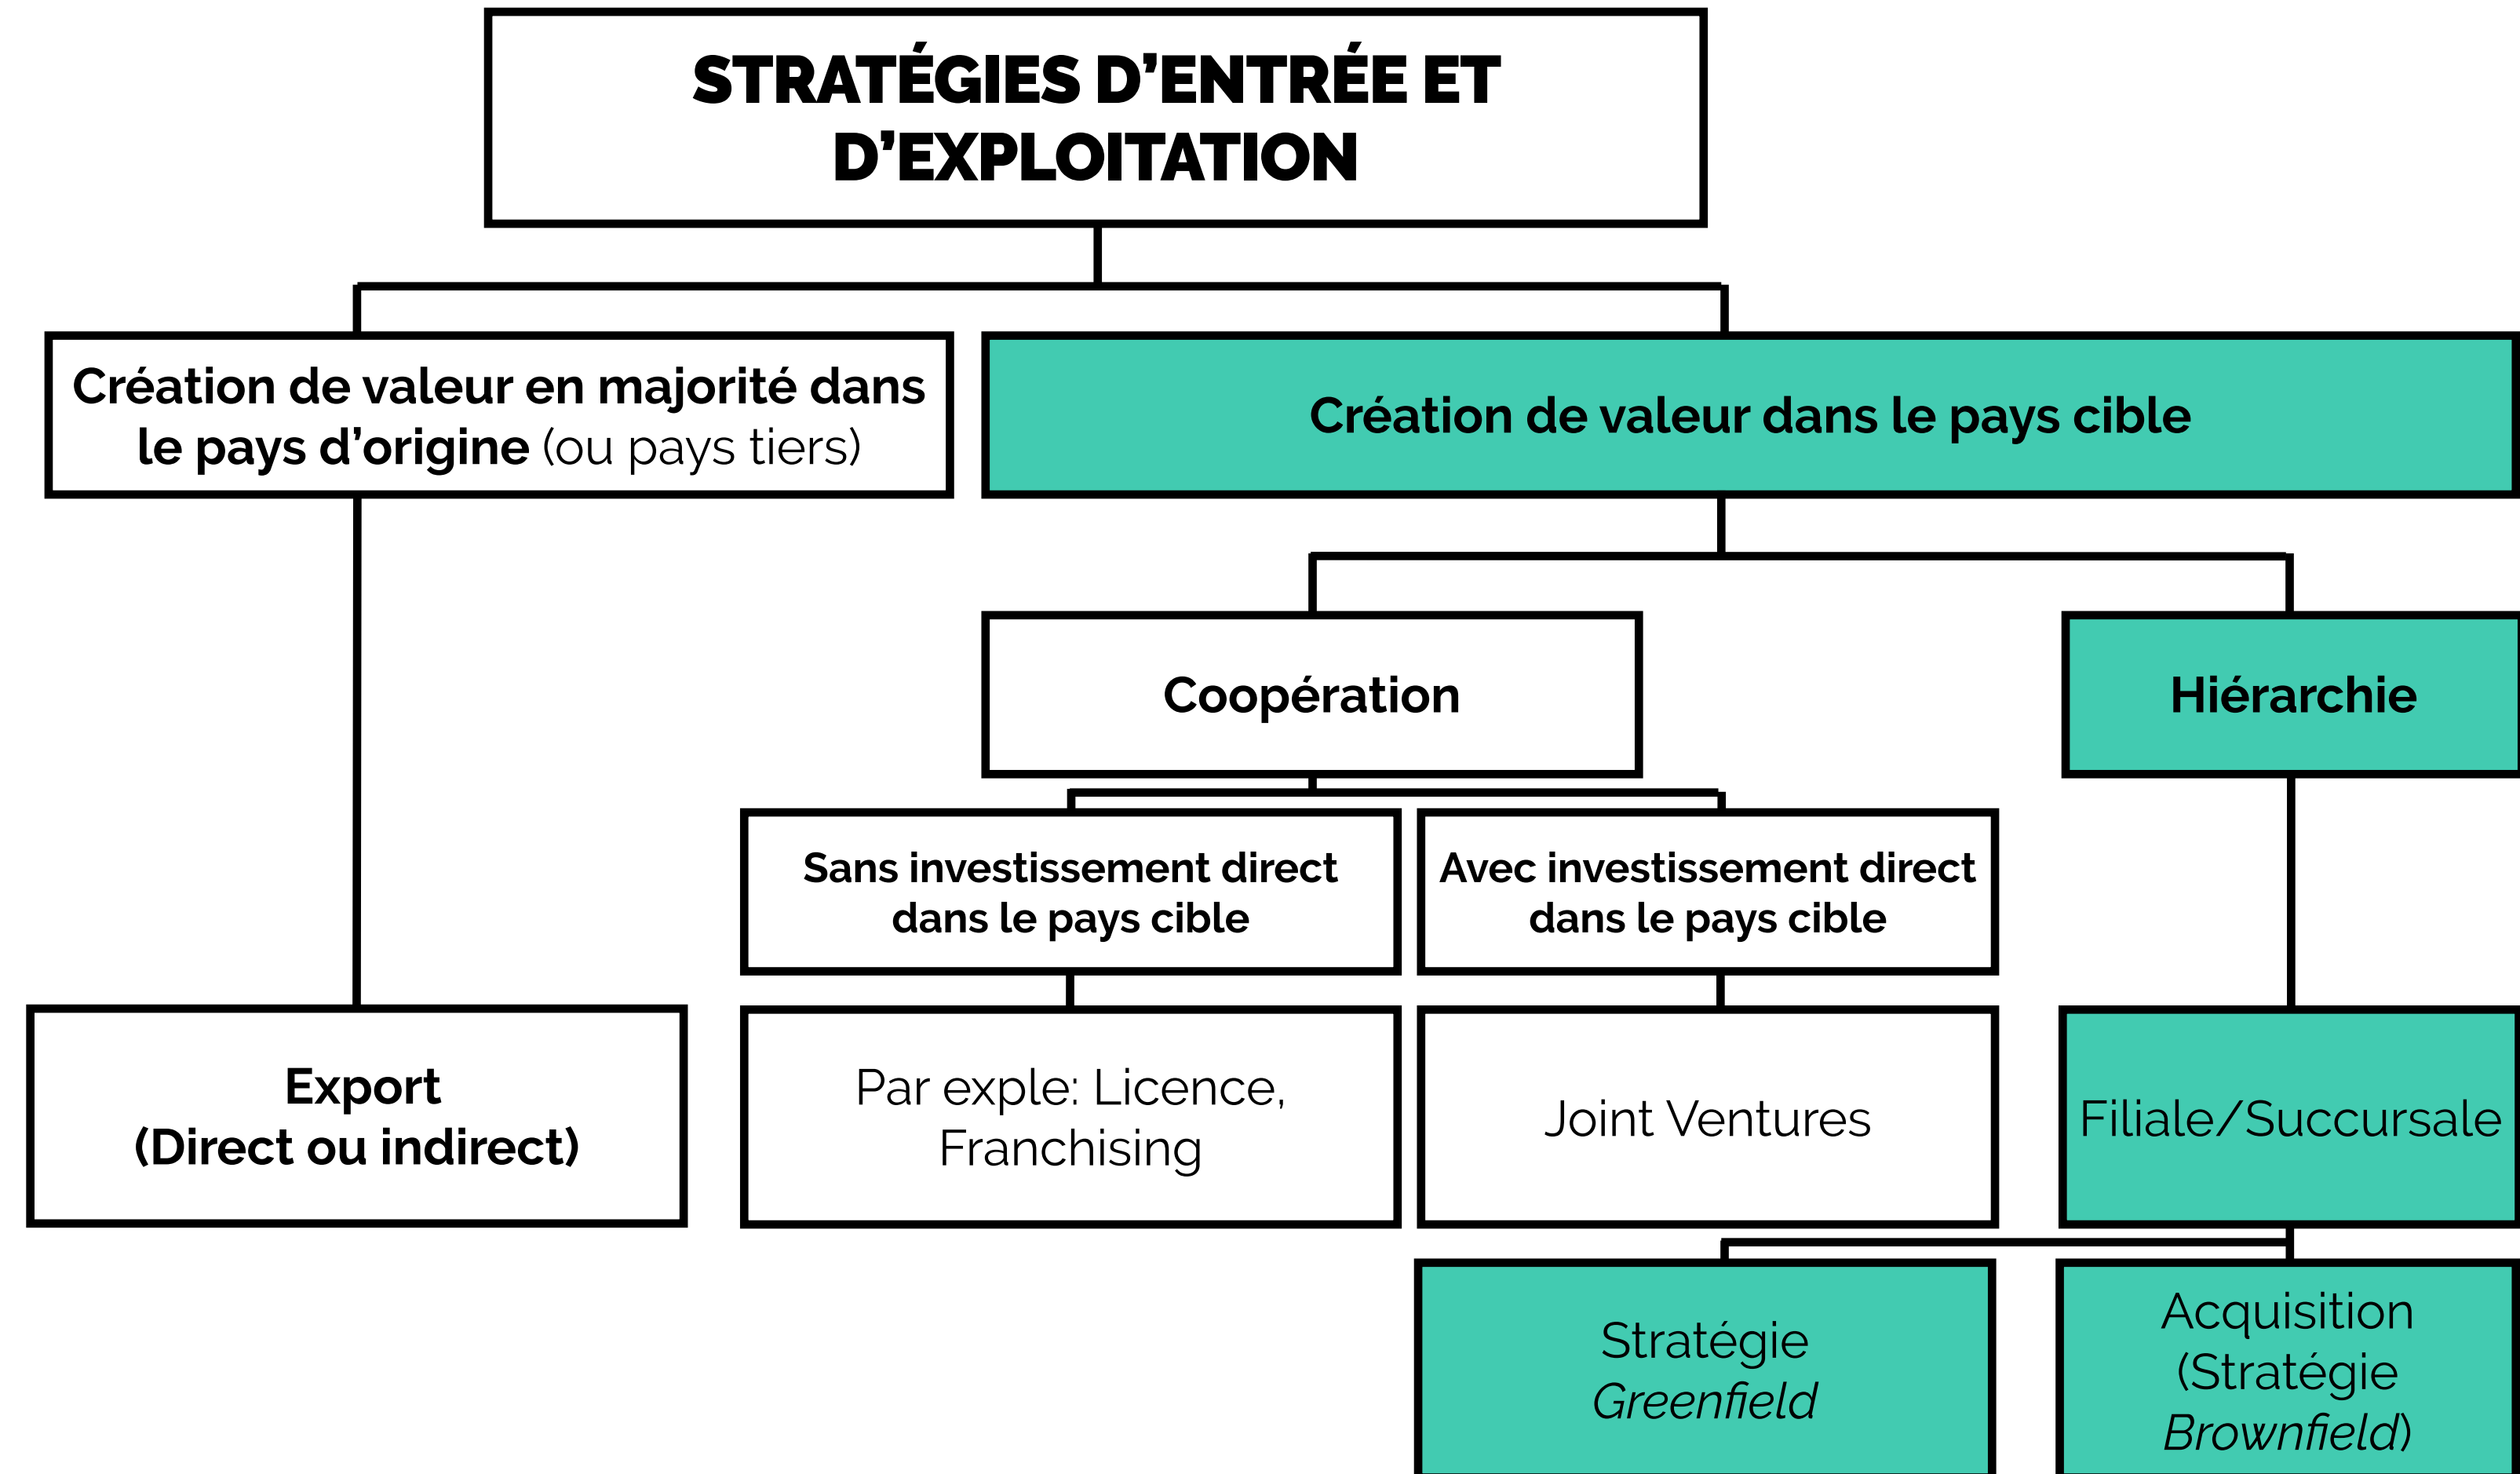 STRATÉGIES D’ENTRÉE ET
D’EXPLOITATION
Création de valeur en majorité dans
le pays d’origine (ou pays tiers)
Création de valeur dans le pays cible
Coopération
Hiérarchie
Sans investissement direct
dans le pays cible
Avec investissement direct
dans le pays cible
Export
(Direct ou indirect)
Par exple: Licence,
Franchising
Joint Ventures
Filiale/Succursale
Stratégie
Greenfield
Acquisition
(Stratégie
Brownfield)